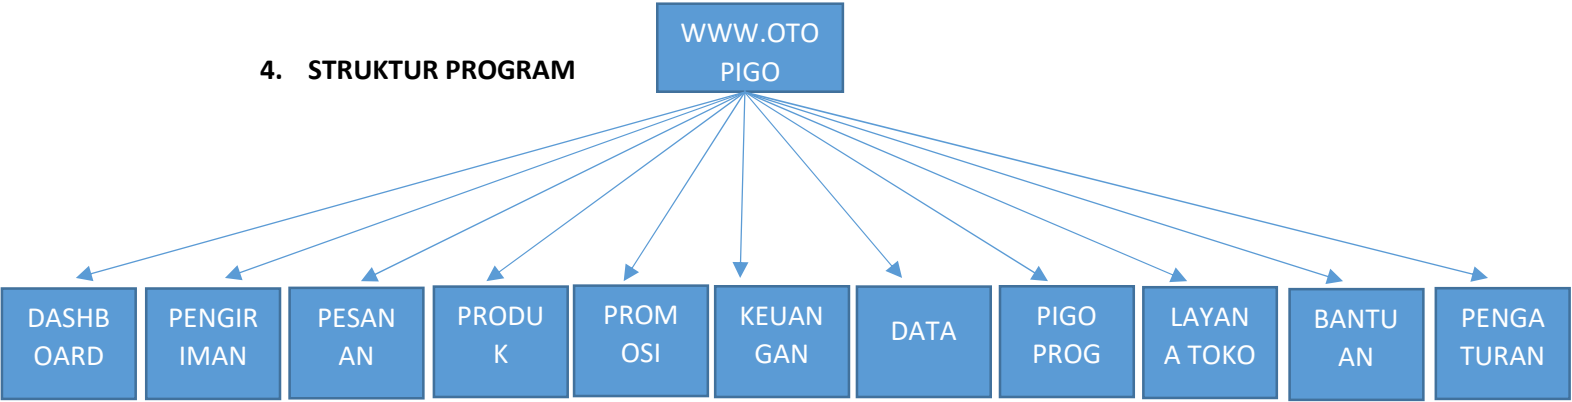 WWW.OTO
PIGO
4. STRUKTUR PROGRAM
DASHB
OARD
PENGIR
IMAN
PESAN
AN
PRODU
K
PROM
OSI
KEUAN
GAN
DATA
PIGO
PROG
LAYAN
A TOKO
BANTU
AN
PENGA
TURAN